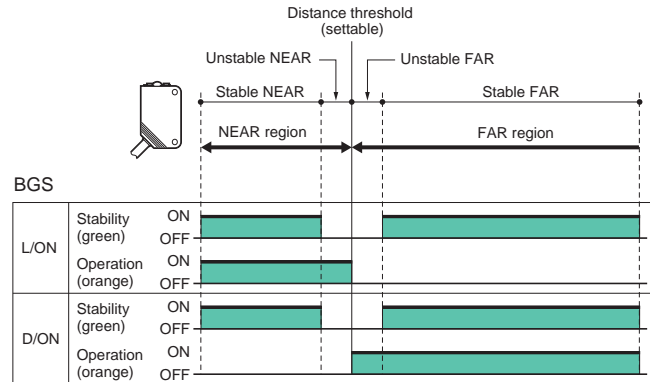 Distance threshold
(settable)
Unstable NEAR
Unstable FAR
Stable NEAR
Stable FAR
NEAR region
FAR region
BGS
L/ON
Stability
(green)
ON
OFF
Operation
(orange)
ON
OFF
D/ON
Stability
(green)
ON
OFF
Operation
(orange)
ON
OFF